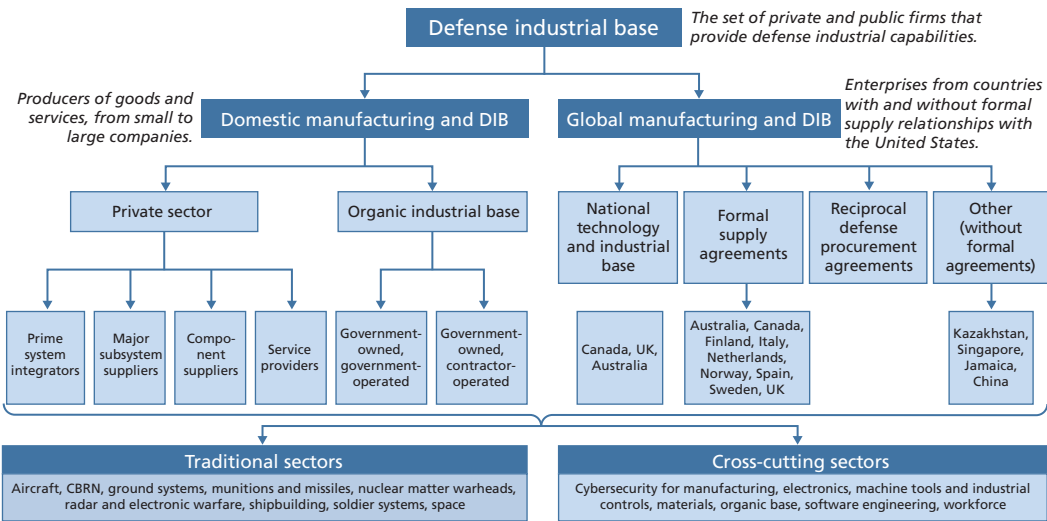 Defense industrial base
The set of private and public firms that
provide defense industrial capabilities.
Producers of goods and
services, from small to
large companies.
Domestic manufacturing and DIB
Global manufacturing and DIB
Enterprises from countries
with and without formal
supply relationships with
the United States.
Private sector
Organic industrial base
National
technology
and industrial
base
Formal
supply
agreements
Reciprocal
defense
procurement
agreements
Other
(without
formal
agreements)
Prime
system
integrators
Major
subsystem
suppliers
Compo-
nent
suppliers
Service
providers
Government-
owned,
government-
operated
Government-
owned,
contractor-
operated
Canada, UK,
Australia
Australia, Canada,
Finland, Italy,
Netherlands,
Norway, Spain,
Sweden, UK
Kazakhstan,
Singapore,
Jamaica,
China
Traditional sectors
Aircraft, CBRN, ground systems, munitions and missiles, nuclear matter warheads,
radar and electronic warfare, shipbuilding, soldier systems, space
Cross-cutting sectors
Cybersecurity for manufacturing, electronics, machine tools and industrial
controls, materials, organic base, software engineering, workforce